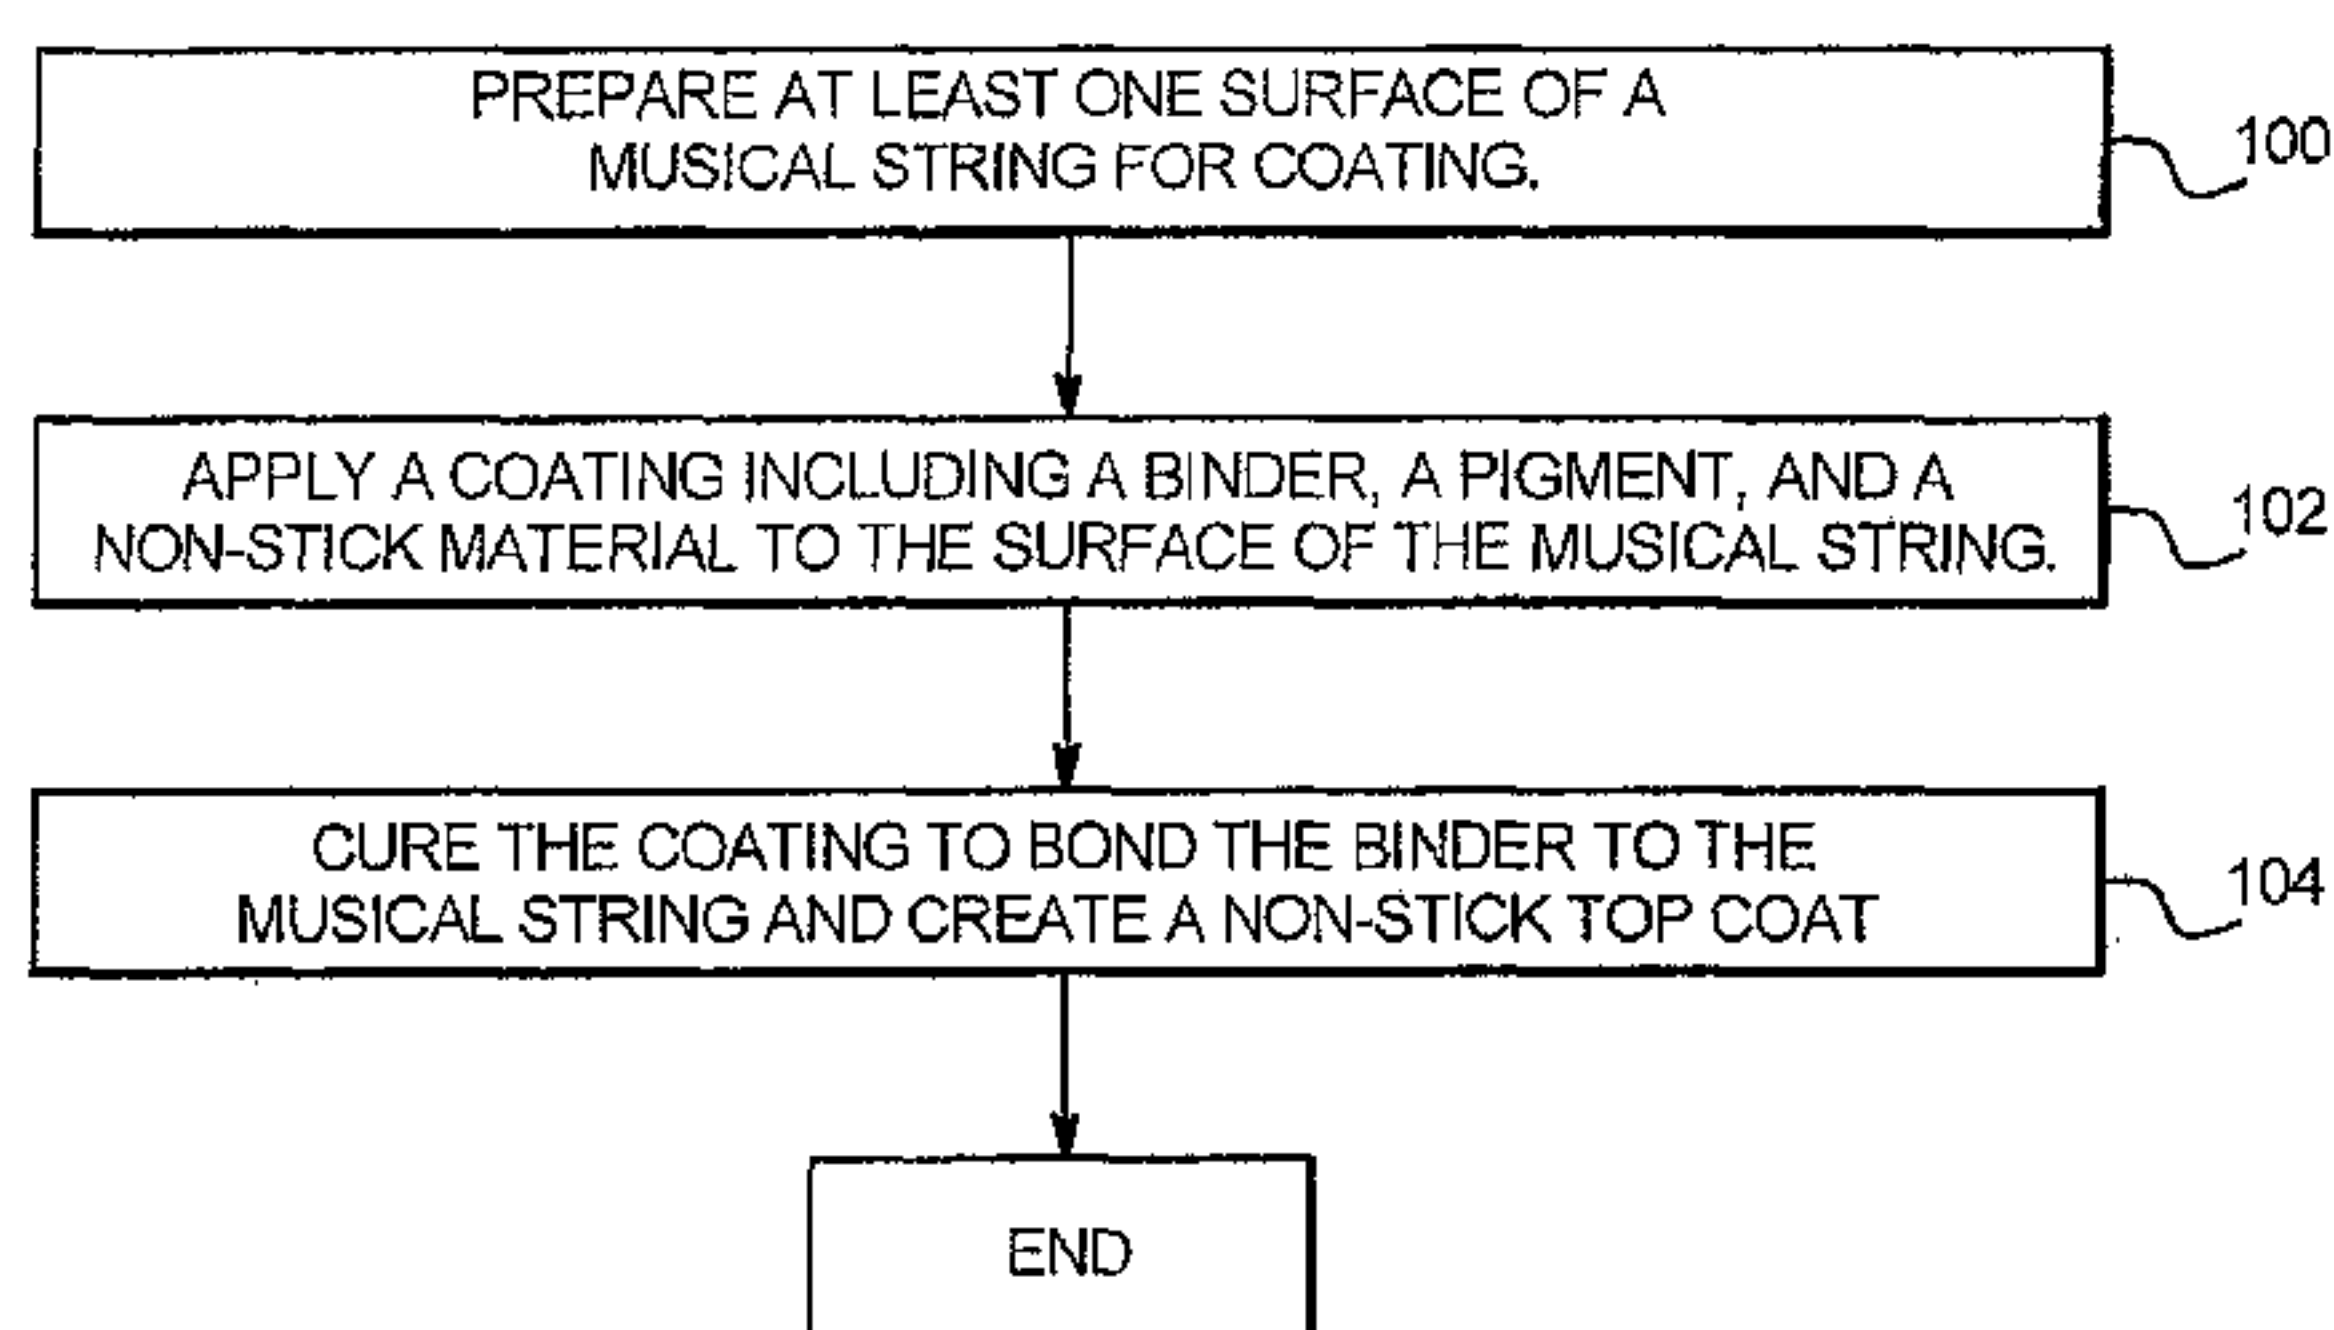 PREPARE AT LEAST ONE SURFACE OF A
MUSICAL STRING FOR COATING.
100
APPLY A COATING INCLUDING A BINDER, A PIGMENT, AND A
NON-STICK MATERIAL TO THE SURFACE OF THE MUSICAL STRING.
102
CURE THE COATING TO BOND THE BINDER TO THE
MUSICAL STRING AND CREATE A NON-STICK TOP COAT
104
END